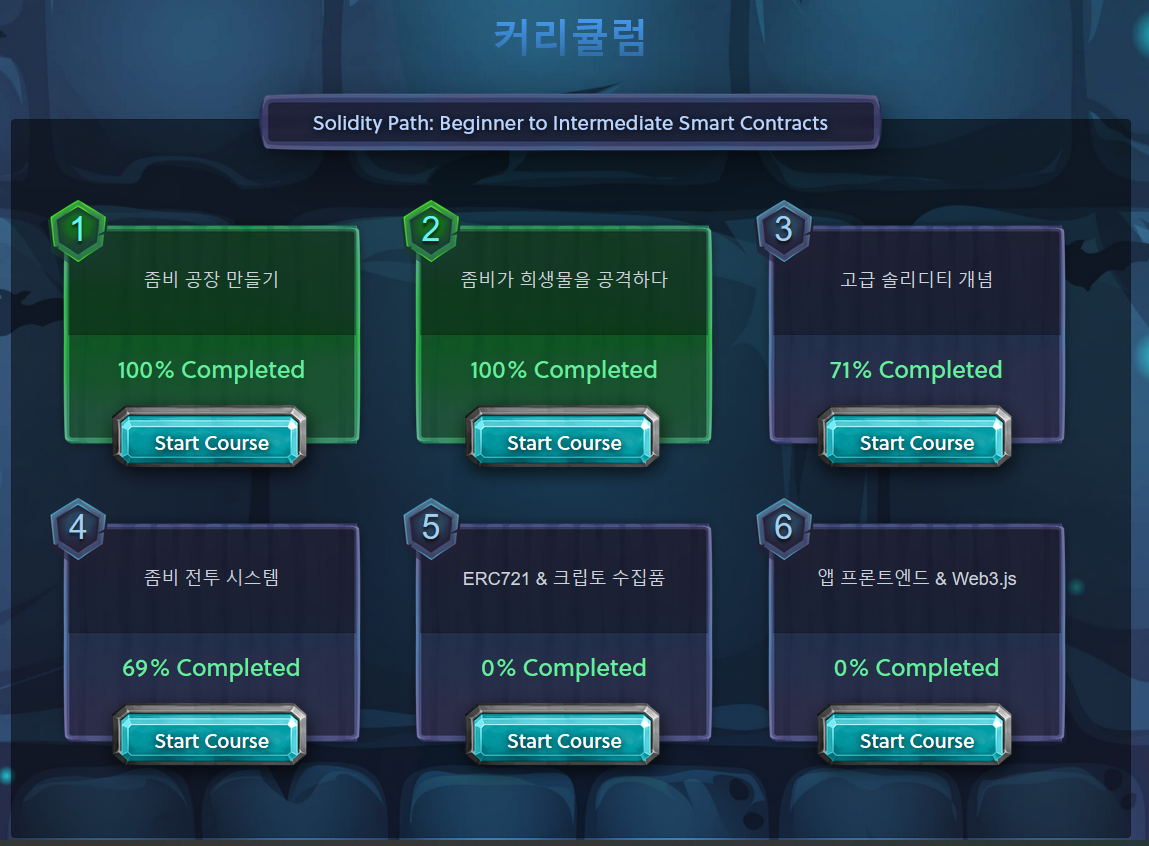 커리큘럼
Solidity Path: Beginner to Intermediate Smart Contracts
1
좀비 공장 만들기
100% Completed
Start Course
2
좀비가 희생물을 공격하다
100% Completed
Start Course
3
고급 솔리디티 개념
71% Completed
Start Course
4
좀비 전투 시스템
69% Completed
Start Course
5
ERC721 & 크립토 수집품
0% Completed
Start Course
6
앱 프론트엔드 & Web3.js
0% Completed
Start Course